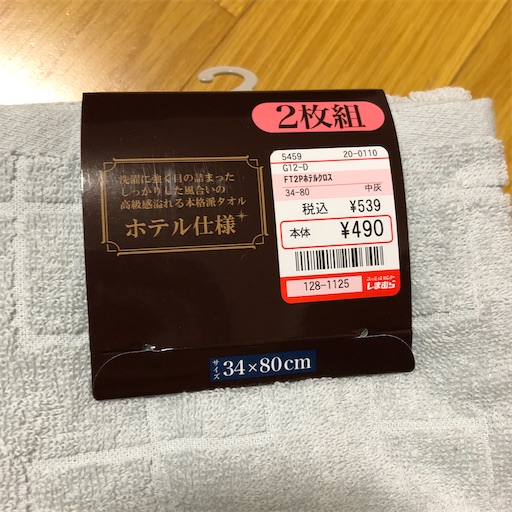 2枚組
洗濯に強く目の詰まった
しっかりした風合いの
高級感溢れる本格派タオル
ホテル仕様
5459 20-0110
G12-D
FT2Pホテルクロス
34-80 中灰
税込 ¥539
本体 ¥490
128-1125
しまむら
サイズ 34×80cm